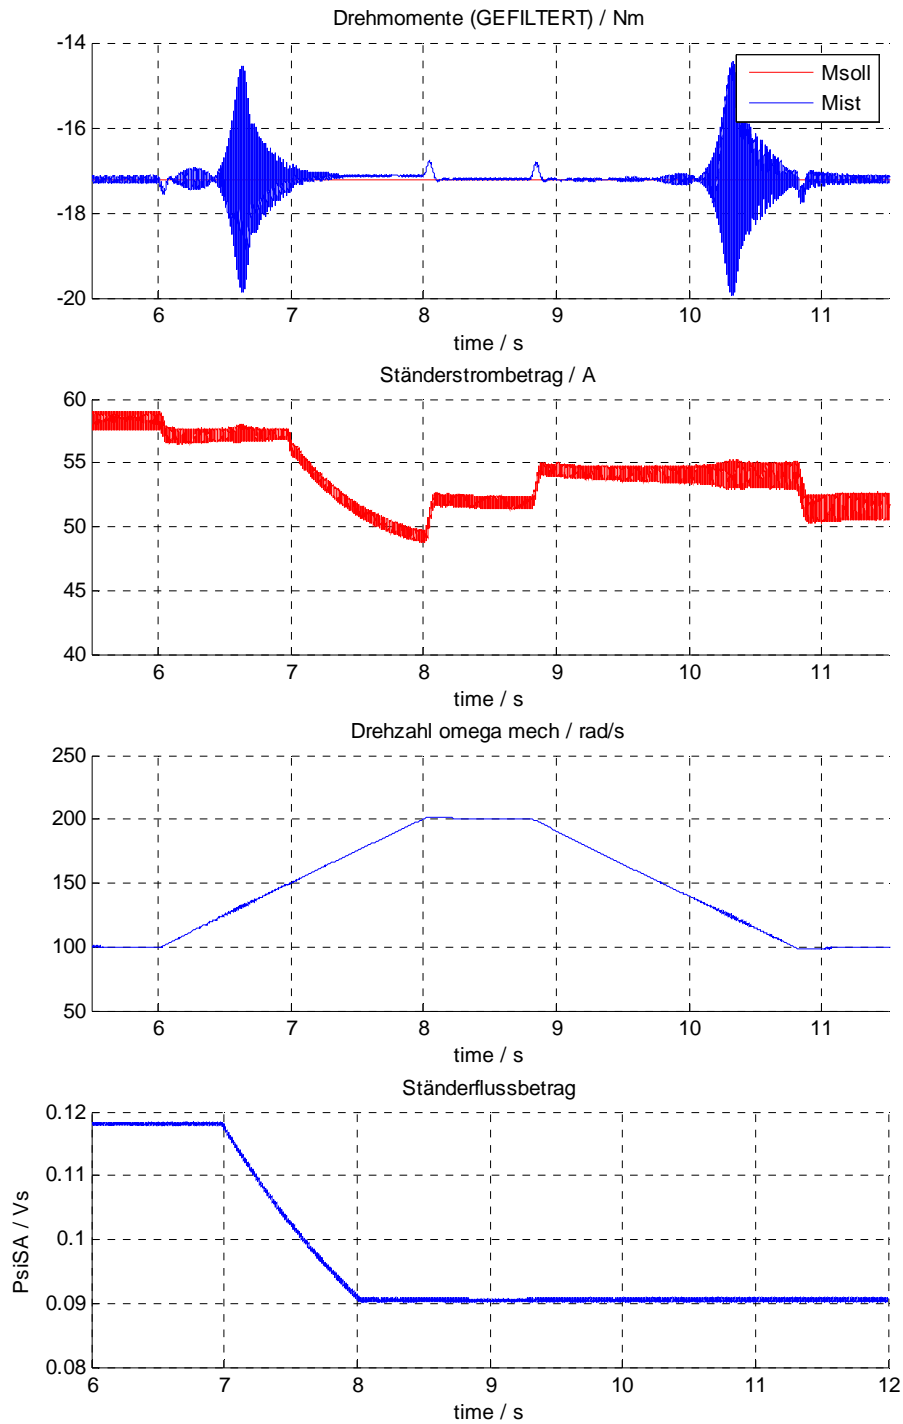 Drehmomente (GEFILTERT) / Nm
-14
-16
-18
-20
Msoll
Mist
6 7 8 9 10 11
time / s
Ständerstrombetrag / A
60
55
50
45
40
6 7 8 9 10 11
time / s
Drehzahl omega mech / rad/s
250
200
150
100
50
6 7 8 9 10 11
time / s
Ständerflussbetrag
PsiSA / Vs
0.12
0.11
0.1
0.09
0.08
6 7 8 9 10 11 12
time / s